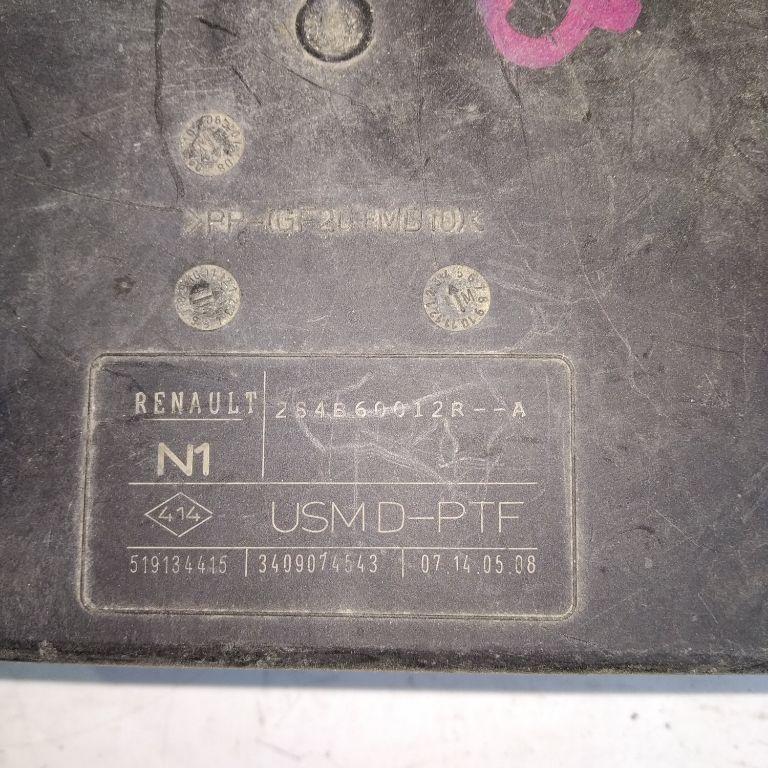 >PP-(GF20+MD10)<
RENAULT 284B60012R--A
N1
414 USM D-PTF
519134415 3409074543 07.14.05.08